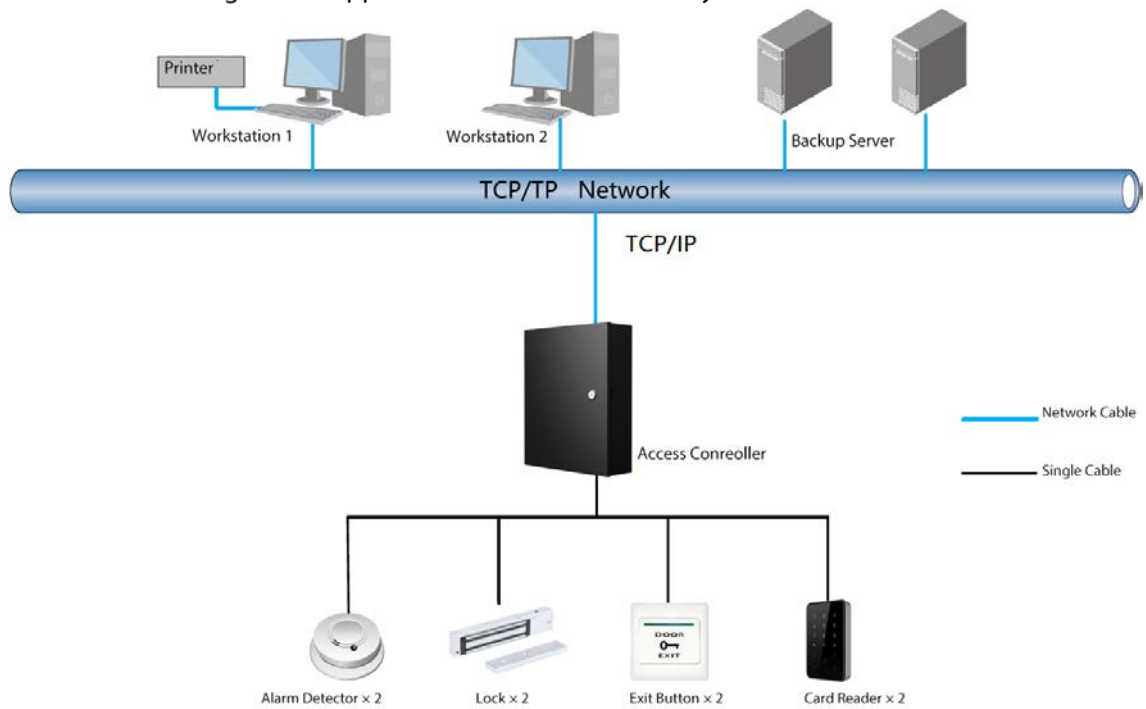 Printer
Workstation 1
Workstation 2
Backup Server
TCP/TP Network
TCP/IP
Access Conreoller
Network Cable
Single Cable
DOOR
EXIT
Alarm Detector × 2
Lock × 2
Exit Button × 2
Card Reader × 2